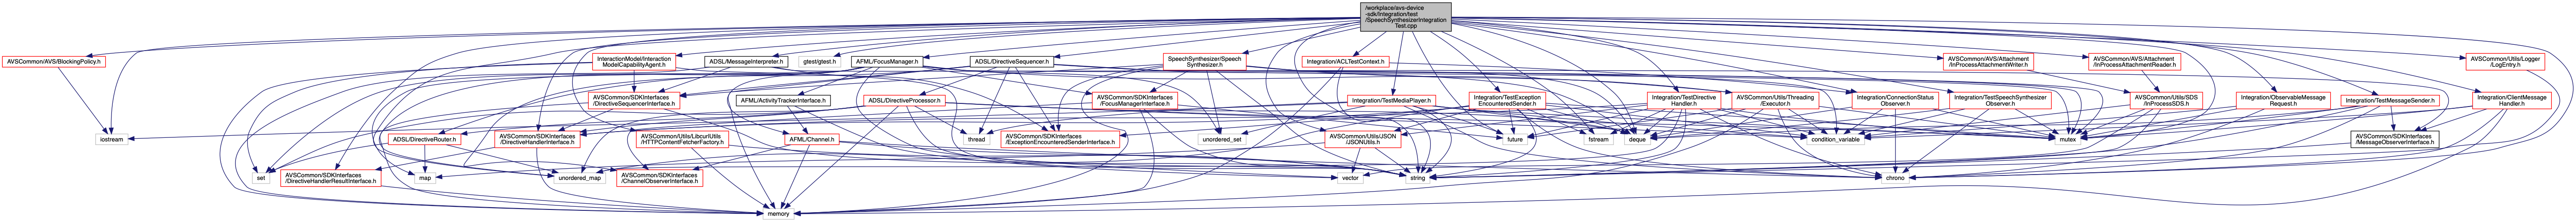 /workplace/avs-device
-sdk/Integration/test
/SpeechSynthesizerIntegration
Test.cpp
AVSCommon/AVS/BlockingPolicy.h
InteractionModel/Interaction
ModelCapabilityAgent.h
ADSL/MessageInterpreter.h
gtest/gtest.h
AFML/FocusManager.h
ADSL/DirectiveSequencer.h
SpeechSynthesizer/Speech
Synthesizer.h
Integration/ACLTestContext.h
AVSCommon/AVS/Attachment
/InProcessAttachmentWriter.h
AVSCommon/AVS/Attachment
/InProcessAttachmentReader.h
AVSCommon/Utils/Logger
/LogEntry.h
AVSCommon/SDKInterfaces
/DirectiveSequencerInterface.h
AFML/ActivityTrackerInterface.h
ADSL/DirectiveProcessor.h
AVSCommon/SDKInterfaces
/FocusManagerInterface.h
Integration/TestMediaPlayer.h
Integration/TestException
EncounteredSender.h
Integration/TestDirective
Handler.h
AVSCommon/Utils/Threading
/Executor.h
Integration/ConnectionStatus
Observer.h
Integration/TestSpeechSynthesizer
Observer.h
AVSCommon/Utils/SDS
/InProcessSDS.h
Integration/ObservableMessage
Request.h
Integration/TestMessageSender.h
Integration/ClientMessage
Handler.h
iostream
ADSL/DirectiveRouter.h
AVSCommon/SDKInterfaces
/DirectiveHandlerInterface.h
AVSCommon/Utils/LibcurlUtils
/HTTPContentFetcherFactory.h
AFML/Channel.h
thread
AVSCommon/SDKInterfaces
/ExceptionEncounteredSenderInterface.h
unordered_set
AVSCommon/Utils/JSON
/JSONUtils.h
future
fstream
deque
condition_variable
mutex
AVSCommon/SDKInterfaces
/MessageObserverInterface.h
set
AVSCommon/SDKInterfaces
/DirectiveHandlerResultInterface.h
map
unordered_map
AVSCommon/SDKInterfaces
/ChannelObserverInterface.h
vector
string
chrono
memory